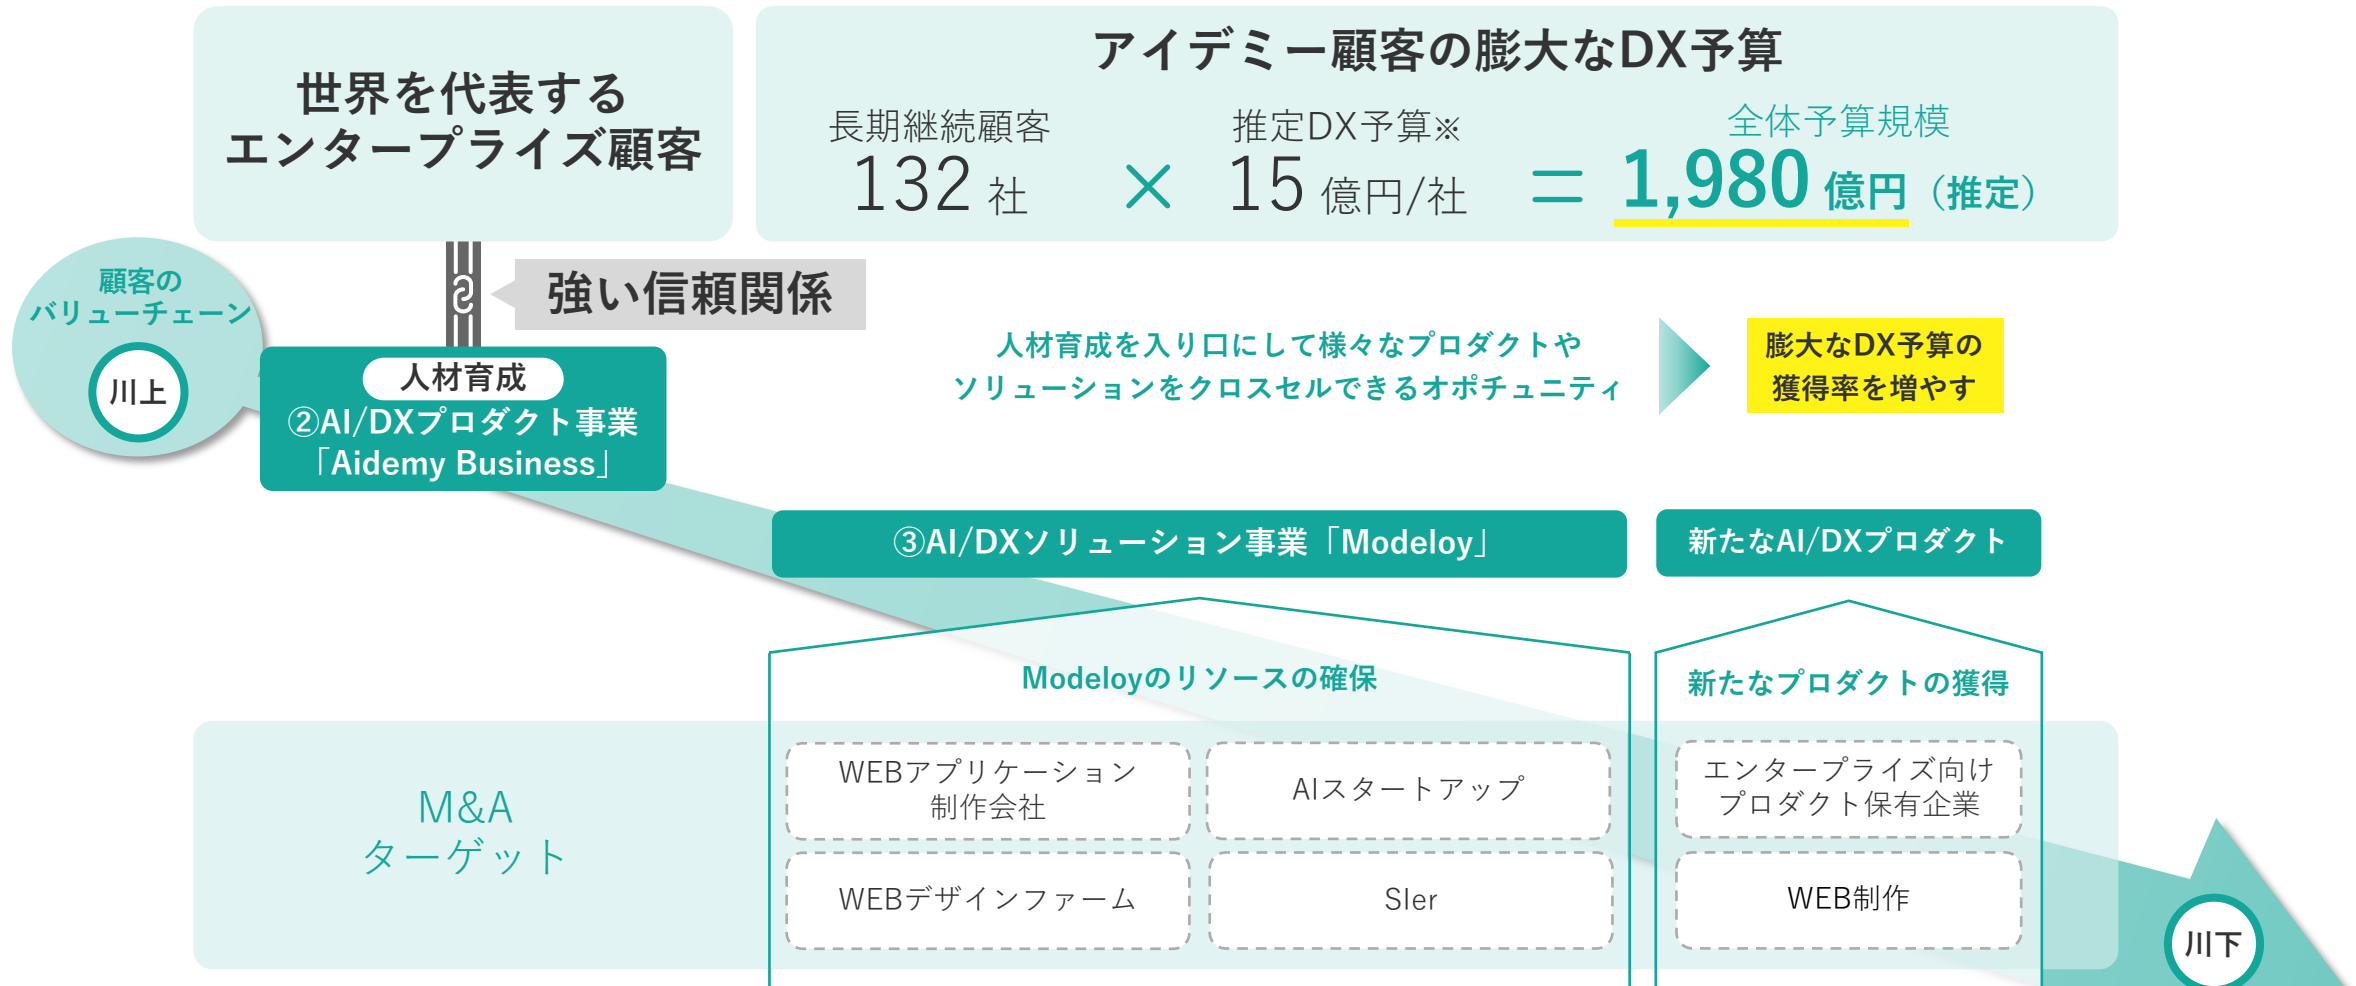 世界を代表する
エンタープライズ顧客
アイデミー顧客の膨大なDX予算
長期継続顧客
132 社
×
推定DX予算※
15 億円/社
=
全体予算規模
1,980 億円（推定）
顧客の
バリューチェーン
川上
強い信頼関係
人材育成
②AI/DXプロダクト事業
「Aidemy Business」
人材育成を入り口にして様々なプロダクトや
ソリューションをクロスセルできるオポチュニティ
膨大なDX予算の
獲得率を増やす
③AI/DXソリューション事業「Modeloy」
新たなAI/DXプロダクト
Modeloyのリソースの確保
新たなプロダクトの獲得
M&A
ターゲット
WEBアプリケーション
制作会社
AIスタートアップ
エンタープライズ向け
プロダクト保有企業
WEBデザインファーム
SIer
WEB制作
川下